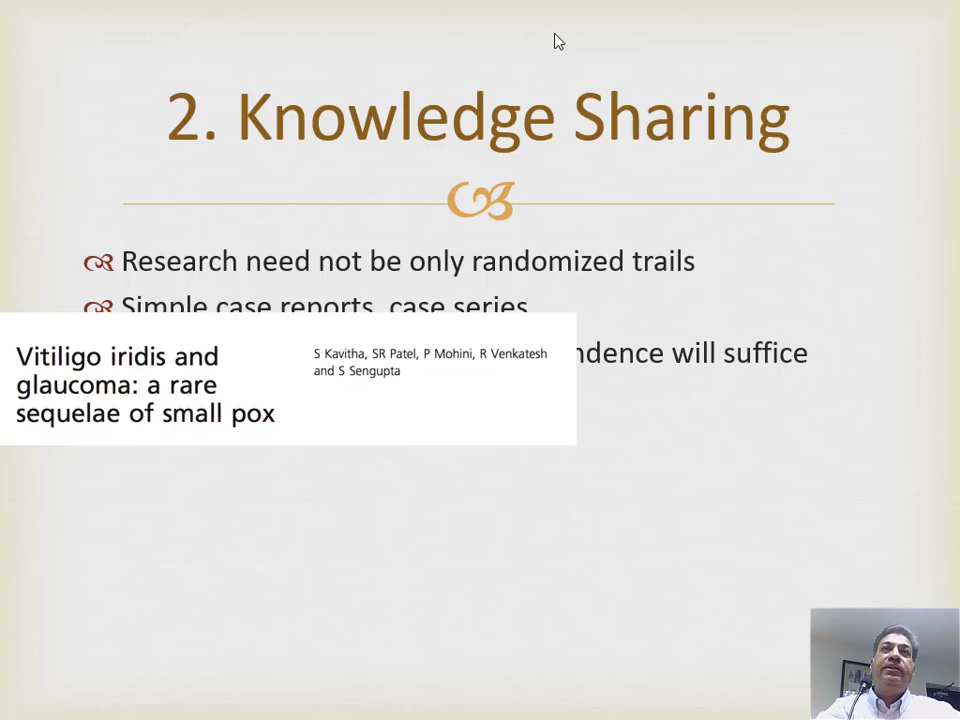 2. Knowledge Sharing
Research need not be only randomized trails
Simple case reports, case series
will suffice
Vitiligo iridis and
glaucoma: a rare
sequelae of small pox
S Kavitha, SR Patel, P Mohini, R Venkatesh
and S Sengupta